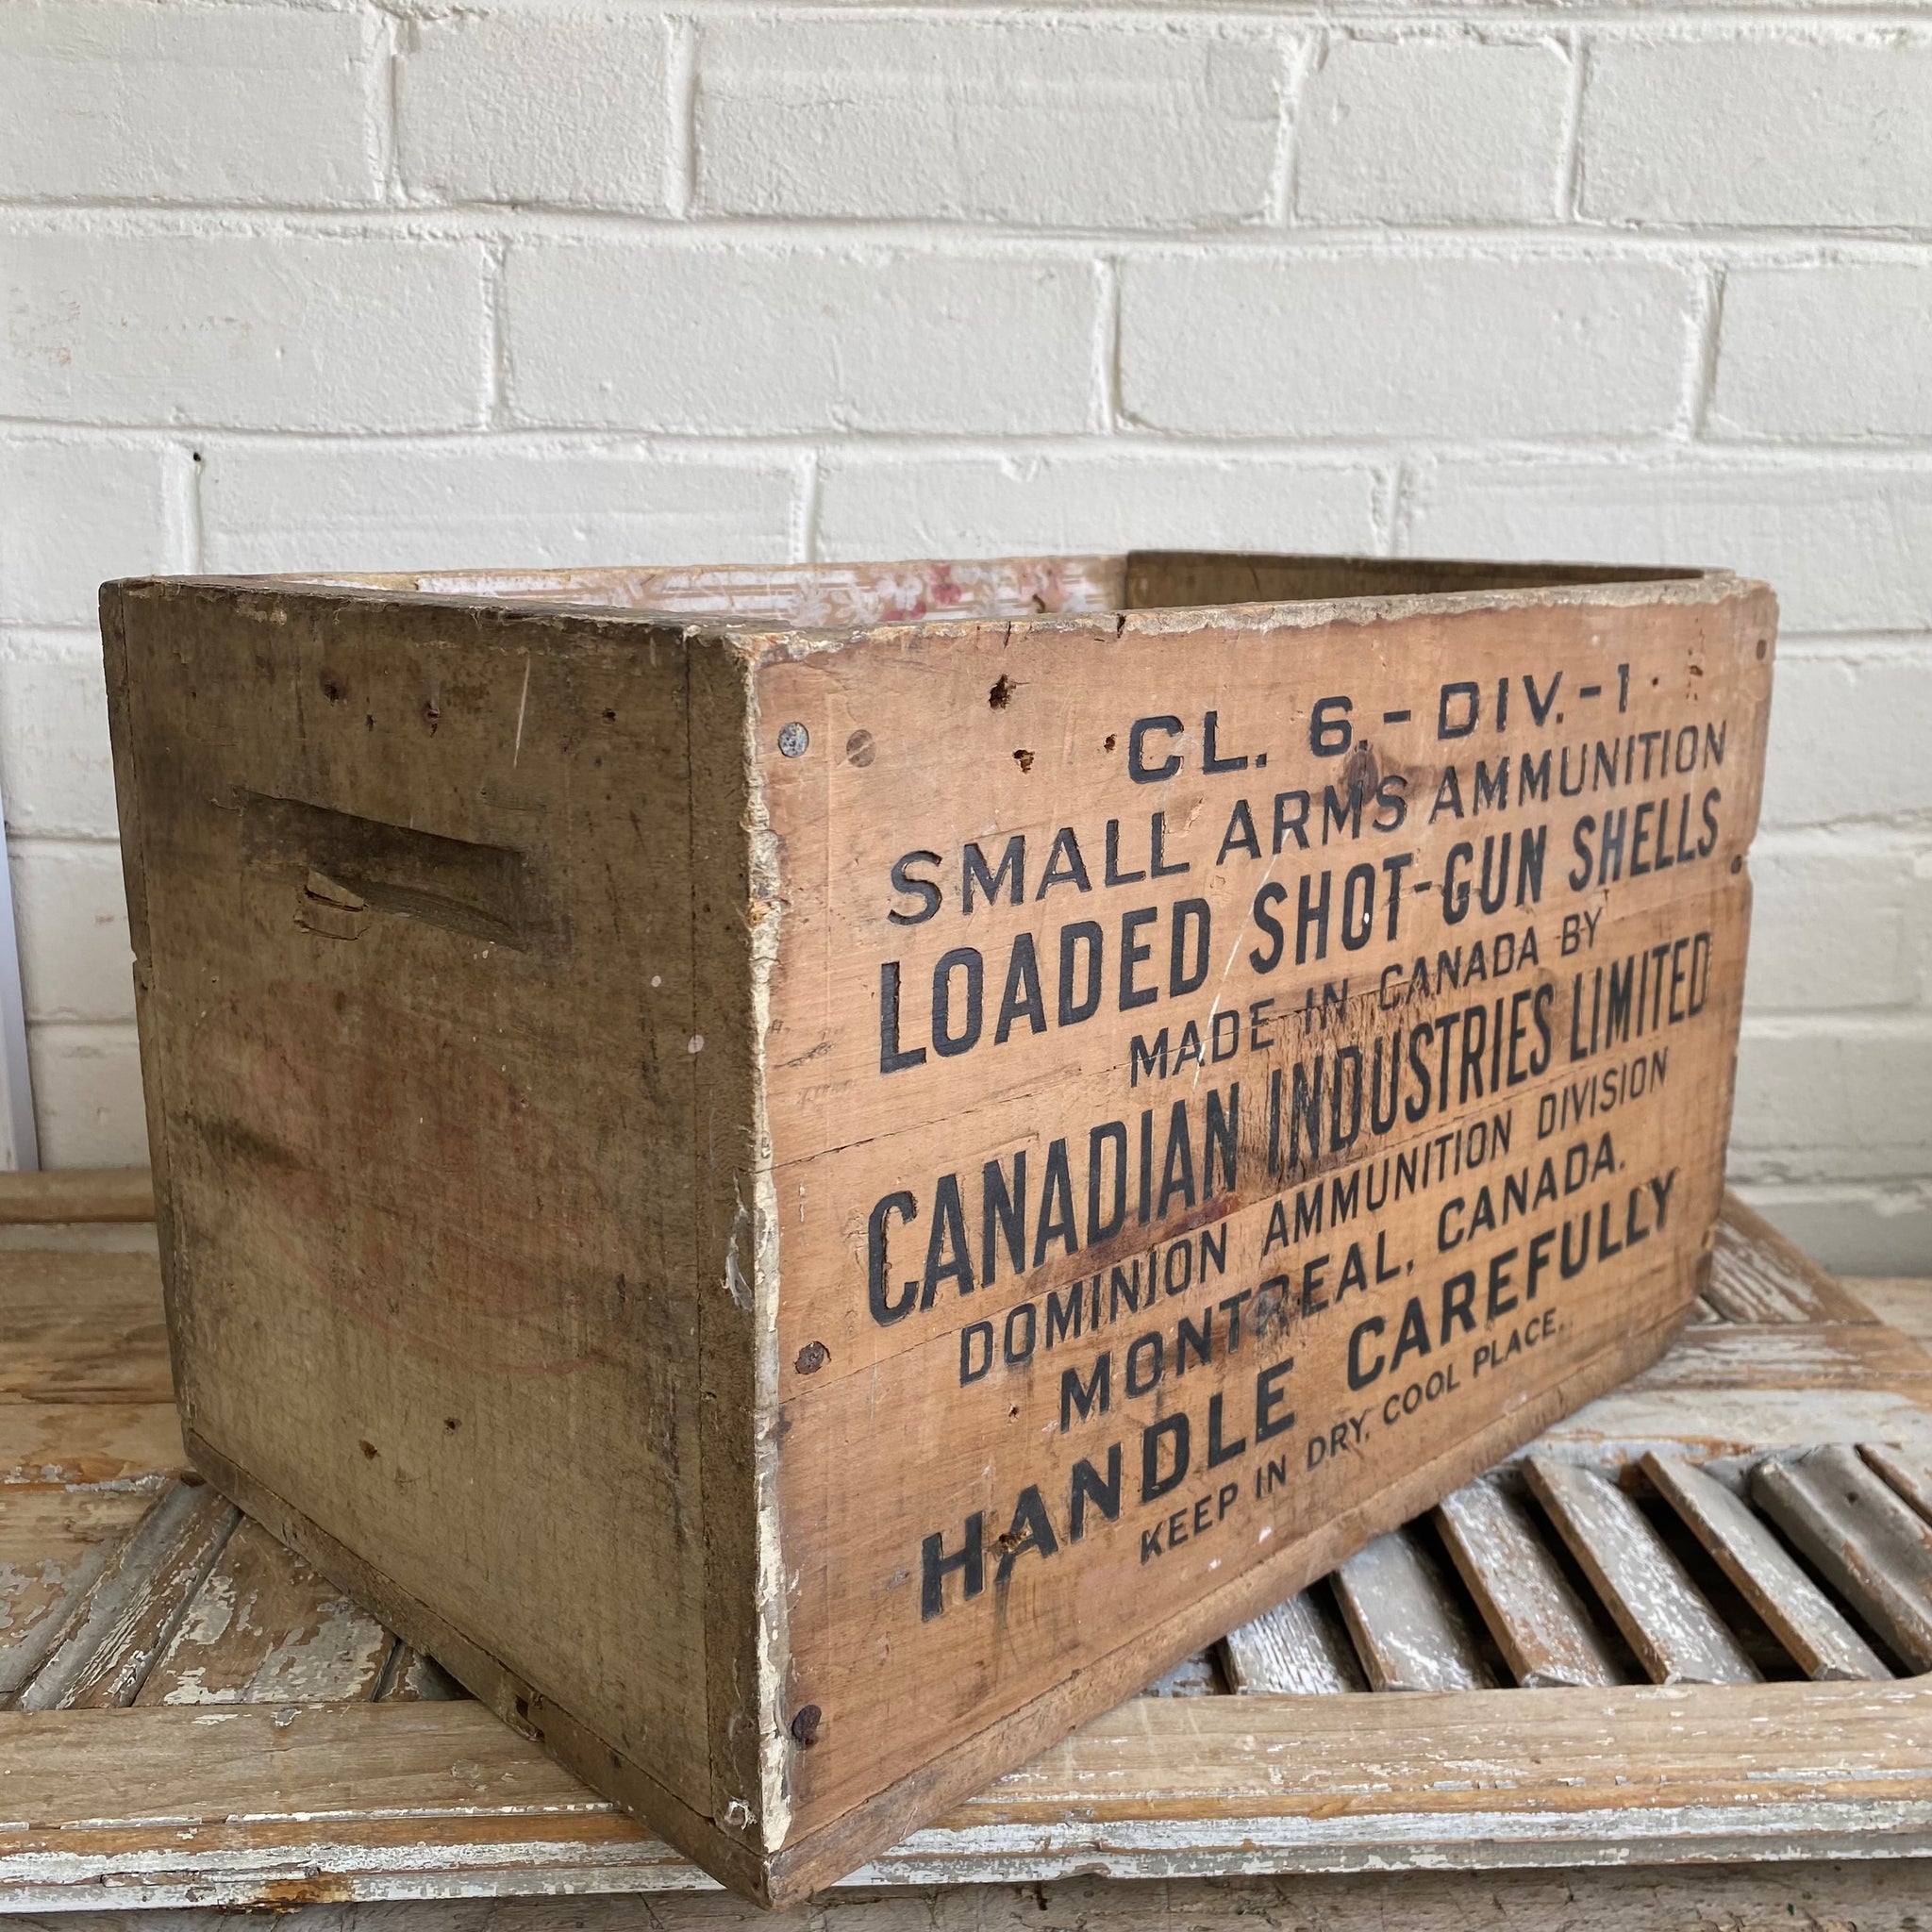 CL. 6.-DIV.-1
SMALL ARMS AMMUNITION
LOADED SHOT-GUN SHELLS
MADE IN CANADA BY
CANADIAN INDUSTRIES LIMITED
DOMINION AMMUNITION DIVISION
MONTREAL, CANADA.
HANDLE CAREFULLY
KEEP IN DRY, COOL PLACE.